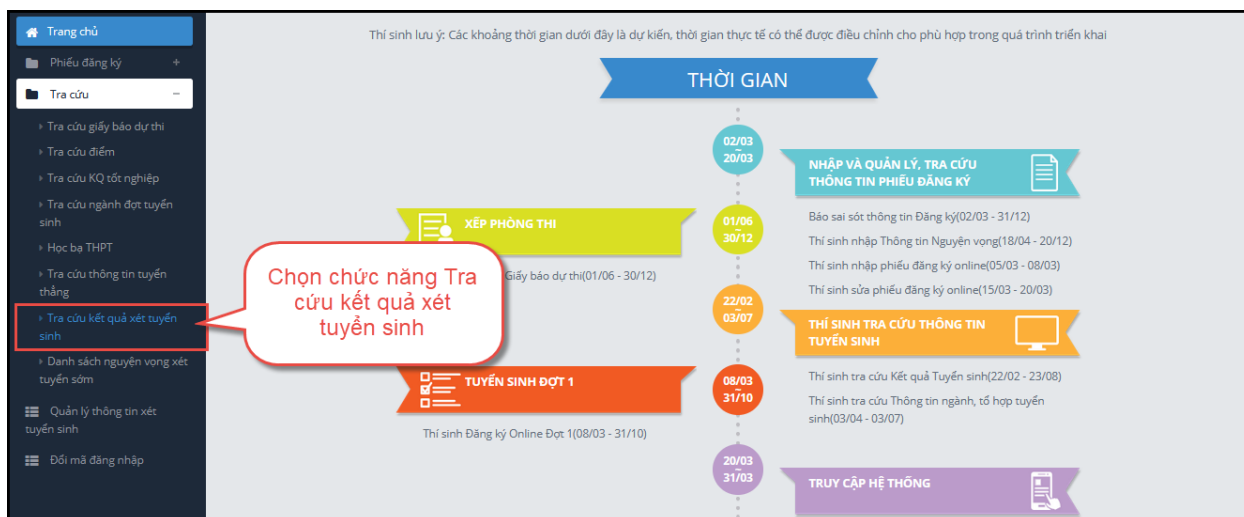 Trang chủ
Phiếu đăng ký +
Tra cứu −
Tra cứu giấy báo dự thi
Tra cứu điểm
Tra cứu KQ tốt nghiệp
Tra cứu ngành đợt tuyển
sinh
Học bạ THPT
Tra cứu thông tin tuyển
thẳng
Tra cứu kết quả xét tuyển
sinh
Danh sách nguyện vọng xét
tuyển sớm
Quản lý thông tin xét
tuyển sinh
Đổi mã đăng nhập
Chọn chức năng Tra
cứu kết quả xét
tuyển sinh
Thí sinh lưu ý: Các khoảng thời gian dưới đây là dự kiến, thời gian thực tế có thể được điều chỉnh cho phù hợp trong quá trình triển khai
THỜI GIAN
02/03
~
20/03
NHẬP VÀ QUẢN LÝ, TRA CỨU
THÔNG TIN PHIẾU ĐĂNG KÝ
Báo sai sót thông tin Đăng ký(02/03 - 31/12)
Thí sinh nhập Thông tin Nguyện vọng(18/04 - 20/12)
Thí sinh nhập phiếu đăng ký online(05/03 - 08/03)
Thí sinh sửa phiếu đăng ký online(15/03 - 20/03)
XẾP PHÒNG THI
01/06
~
30/12
Giấy báo dự thi(01/06 - 30/12)
22/02
~
03/07
THÍ SINH TRA CỨU THÔNG TIN
TUYỂN SINH
Thí sinh tra cứu Kết quả Tuyển sinh(22/02 - 23/08)
Thí sinh tra cứu Thông tin ngành, tổ hợp tuyển
sinh(03/04 - 03/07)
TUYỂN SINH ĐỢT 1
08/03
~
31/10
Thí sinh Đăng ký Online Đợt 1(08/03 - 31/10)
20/03
~
31/03
TRUY CẬP HỆ THỐNG